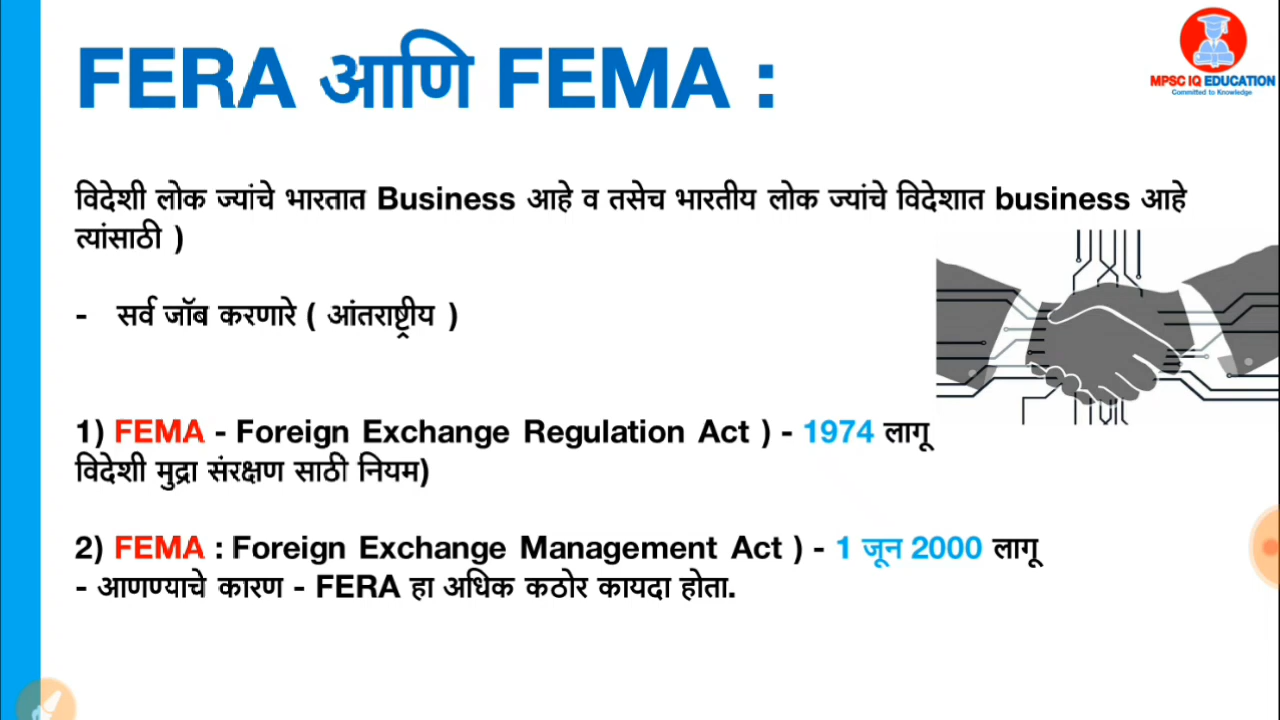 FERA आणि FEMA :
MPSC IQ EDUCATION
Committed to Knowledge
विदेशी लोक ज्यांचे भारतात Business आहे व तसेच भारतीय लोक ज्यांचे विदेशात business आहे
त्यांसाठी )
- सर्व जॉब करणारे ( आंतराष्ट्रीय )
1) FEMA - Foreign Exchange Regulation Act ) - 1974 लागू
विदेशी मुद्रा संरक्षण साठी नियम)
2) FEMA : Foreign Exchange Management Act ) - 1 जून 2000 लागू
- आणण्याचे कारण - FERA हा अधिक कठोर कायदा होता.